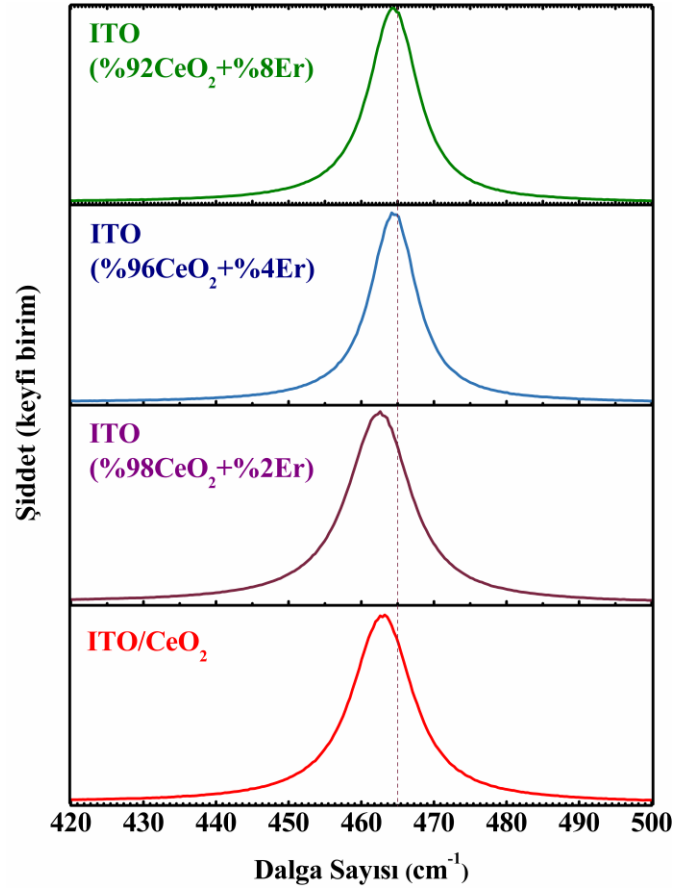 ITO
(%92CeO₂+%8Er)
ITO
(%96CeO₂+%4Er)
ITO
(%98CeO₂+%2Er)
ITO/CeO₂
Şiddet (keyfi birim)
420 430 440 450 460 470 480 490 500
Dalga Sayısı (cm⁻¹)